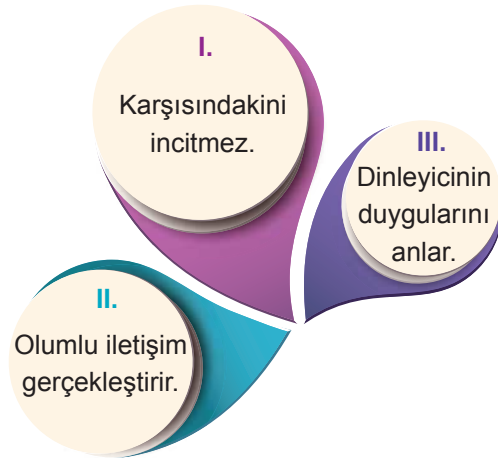 I.
Karşısındakini
incitmez.
II.
Olumlu iletişim
gerçekleştirir.
III.
Dinleyicinin
duygularını
anlar.